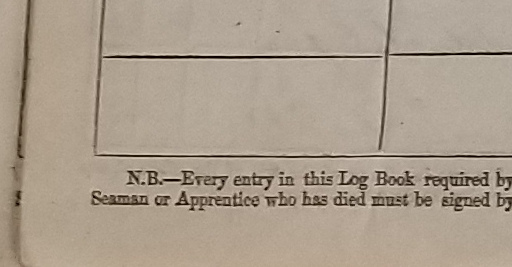 N.B.—Every entry in this Log Book required by
Seaman or Apprentice who has died must be signed by